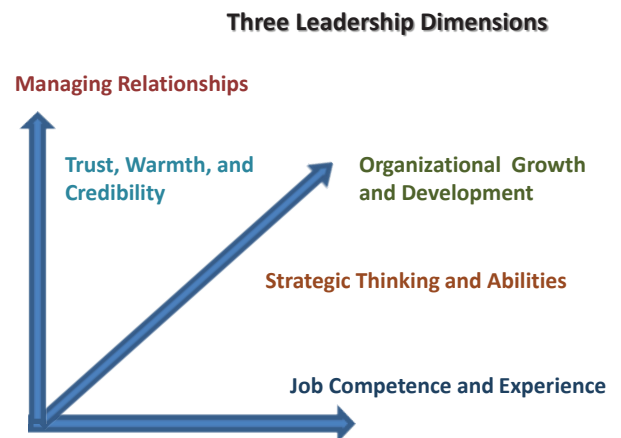 Three Leadership Dimensions
Managing Relationships
Trust, Warmth, and
Credibility
Organizational Growth
and Development
Strategic Thinking and Abilities
Job Competence and Experience